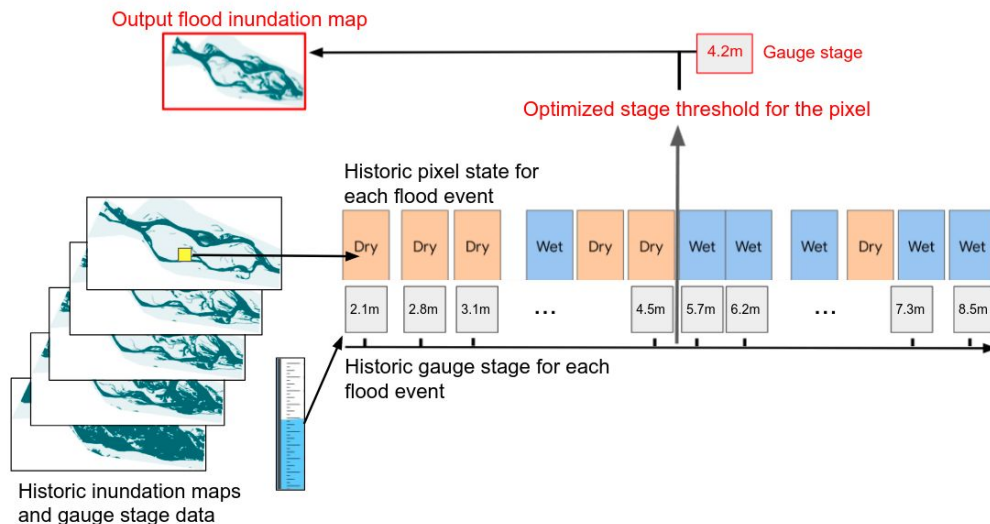 Output flood inundation map
4.2m
Gauge stage
Optimized stage threshold for the pixel
Historic pixel state for
each flood event
Dry Dry Dry Wet Dry Dry Wet Wet Wet Dry Wet Wet
2.1m 2.8m 3.1m ... 4.5m 5.7m 6.2m ... 7.3m 8.5m
Historic gauge stage for each
flood event
Historic inundation maps
and gauge stage data